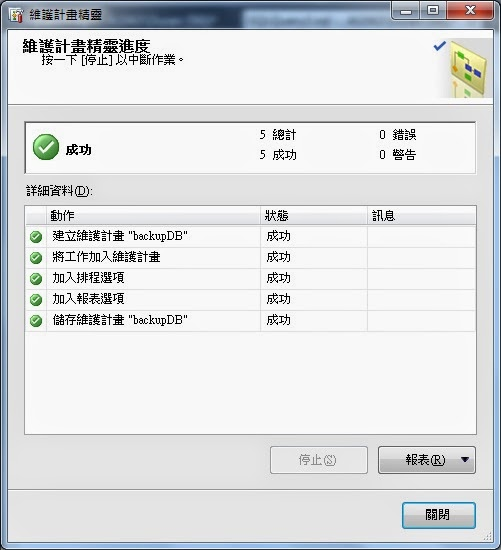 維護計畫精靈
維護計畫精靈進度
按一下 [停止] 以中斷作業。
成功
5 總計 0 錯誤
5 成功 0 警告
詳細資料(D):
動作 狀態 訊息
建立維護計畫 "backupDB" 成功
將工作加入維護計畫 成功
加入排程選項 成功
加入報表選項 成功
儲存維護計畫 "backupDB" 成功
停止(S) 報表(R)
關閉